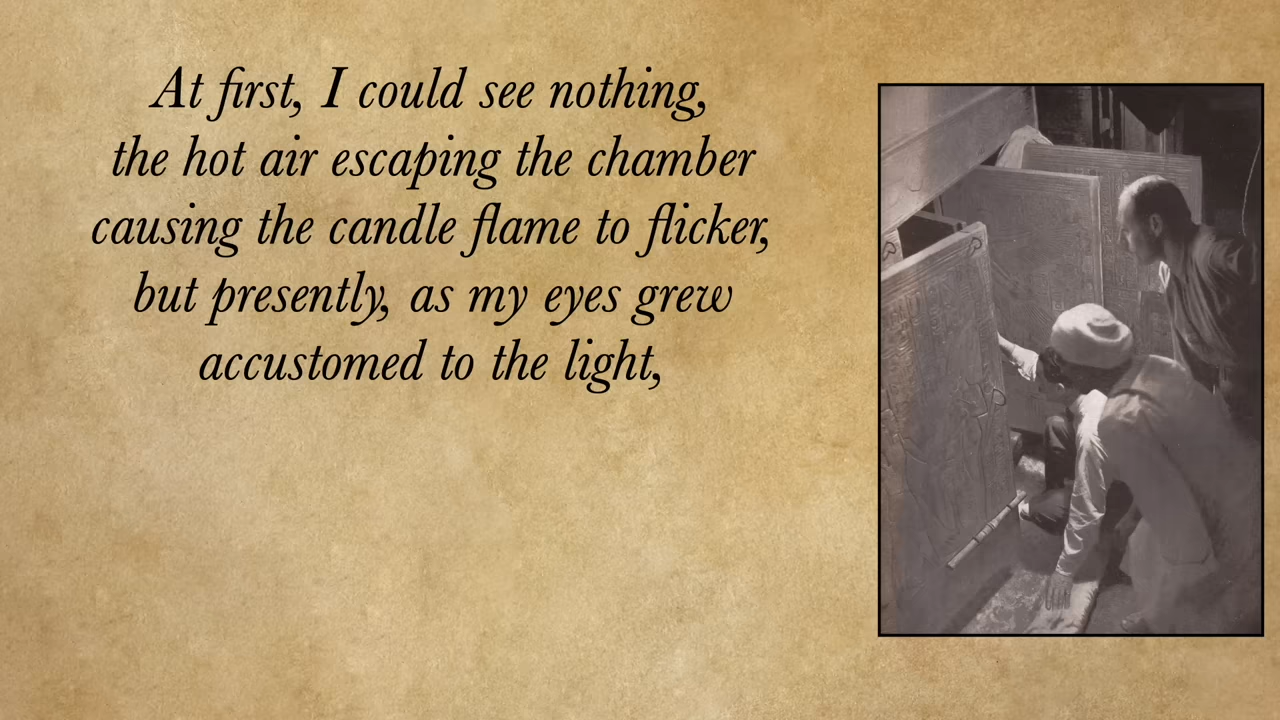 At first, I could see nothing,
the hot air escaping the chamber
causing the candle flame to flicker,
but presently, as my eyes grew
accustomed to the light,